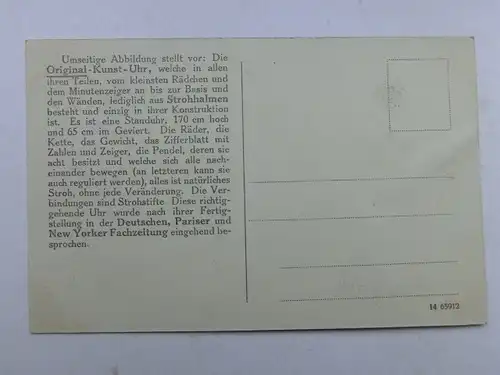 Umseitige Abbildung stellt vor: Die
Original-Kunst-Uhr, welche in allen
ihren Teilen, vom kleinsten Rädchen und
dem Minutenzeiger an bis zur Basis und
den Wänden, lediglich aus Strohhalmen
besteht und einzig in ihrer Konstruktion
ist. Es ist eine Standuhr, 170 cm hoch
und 65 cm im Geviert. Die Räder, die
Kette, das Gewicht, das Zifferblatt mit
Zahlen und Zeiger, die Pendel, deren sie
acht besitzt und welche sich alle nach-
einander bewegen (an letzteren kann sie
auch reguliert werden), alles ist natürliches
Stroh, ohne jede Veränderung. Die Ver-
bindungen sind Strohstifte. Diese richtig-
gehende Uhr wurde nach ihrer Fertig-
stellung in der Deutschen, Pariser und
New Yorker Fachzeitung eingehend be-
sprochen.
14 65912